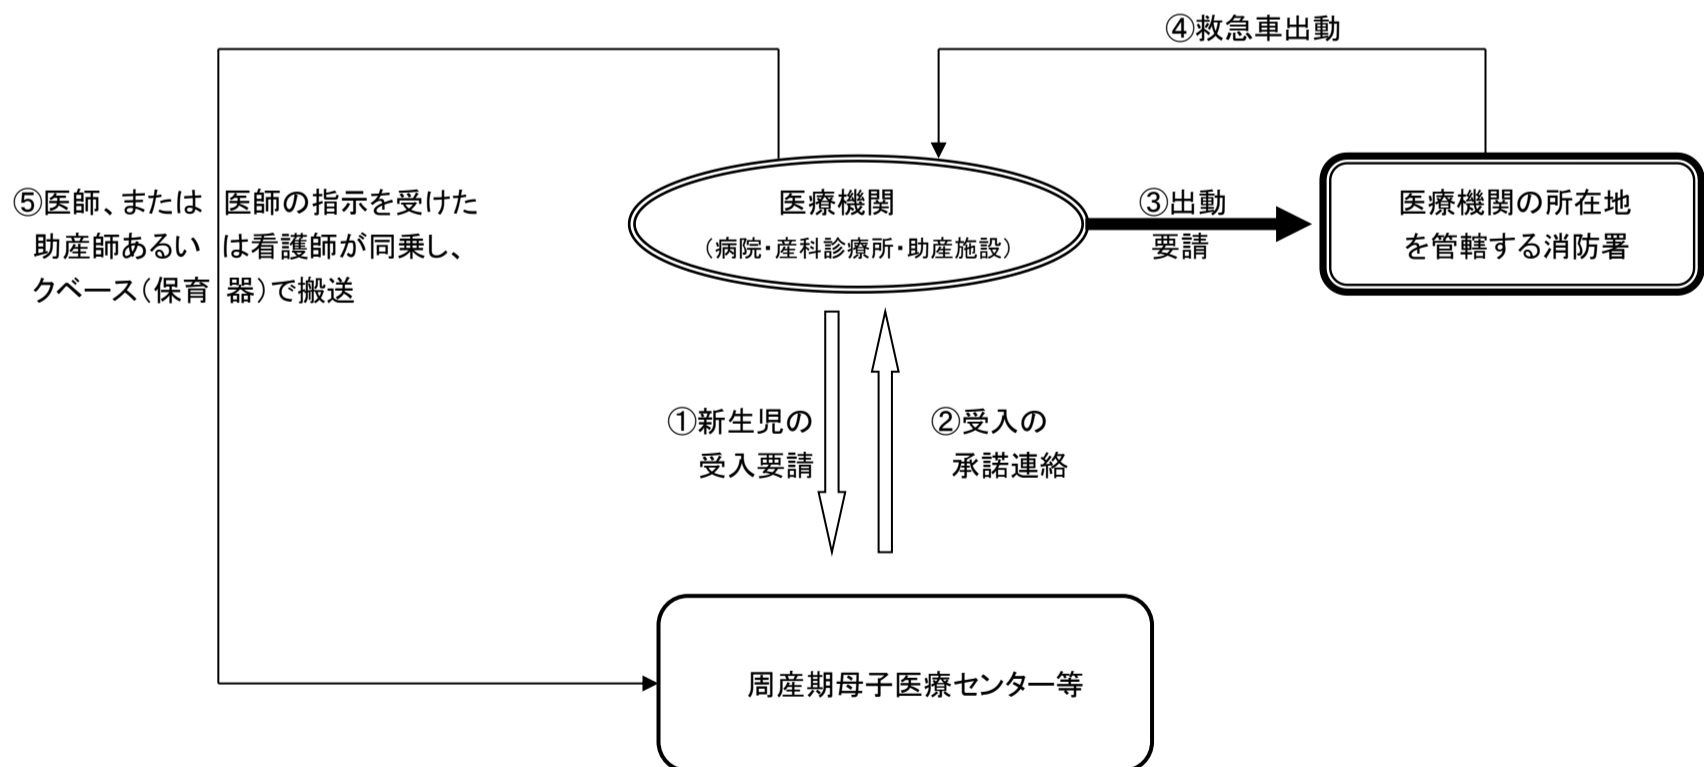 ④救急車出動
⑤医師、または医師の指示を受けた
助産師あるいは看護師が同乗し、
クベース(保育器)で搬送
医療機関
(病院・産科診療所・助産施設)
③出動
要請
医療機関の所在地
を管轄する消防署
①新生児の
受入要請
②受入の
承諾連絡
周産期母子医療センター等